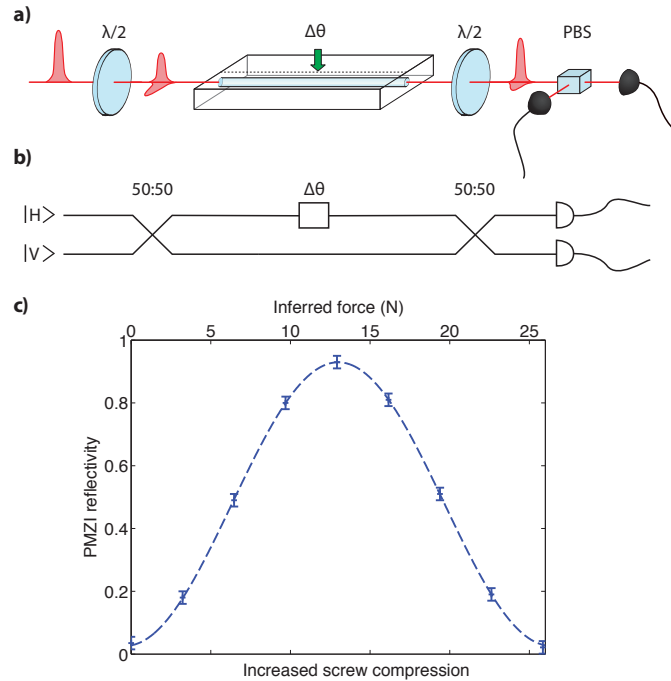 a)
λ/2
Δθ
λ/2
PBS
b)
50:50
Δθ
50:50
|H>
|V>
c)
Inferred force (N)
0 5 10 15 20 25
1
0.8
0.6
0.4
0.2
0
PMZI reflectivity
Increased screw compression